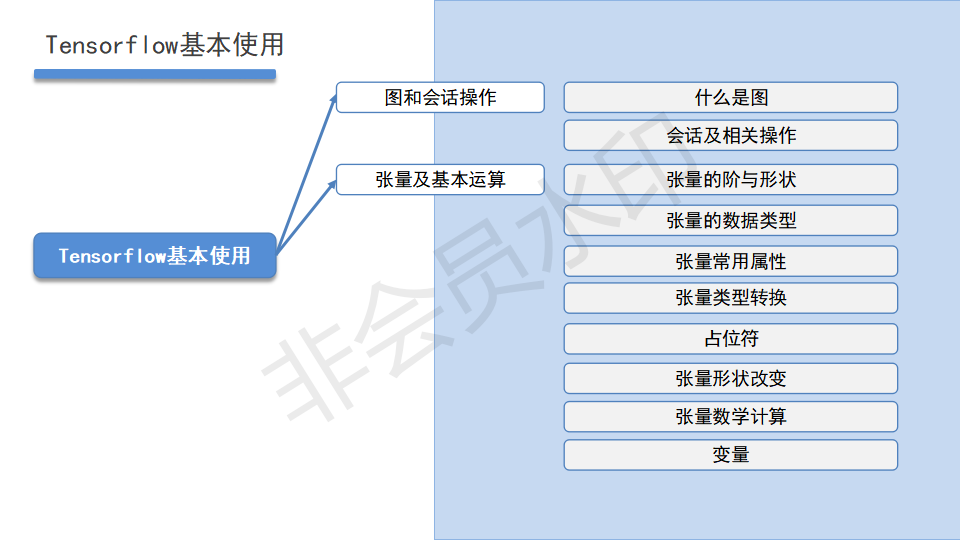 Tensorflow基本使用
图和会话操作
什么是图
会话及相关操作
张量及基本运算
张量的阶与形状
张量的数据类型
Tensorflow基本使用
张量常用属性
张量类型转换
占位符
张量形状改变
张量数学计算
变量
非会员水印